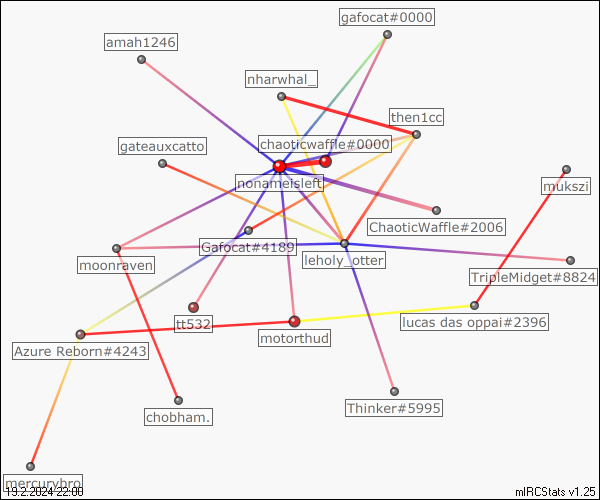 gafocat#0000
amah1246
nharwhal_
then1cc
chaoticwaffle#0000
gateauxcatto
nonameisleft
mukszi
ChaoticWaffle#2006
Gafocat#4189
leholy_otter
moonraven
TripleMidget#8824
tt532
lucas das oppai#2396
motorthud
Azure Reborn#4243
Thinker#5995
chobham.
mercurybro
19.2.2024 22:00
mIRCStats v1.25